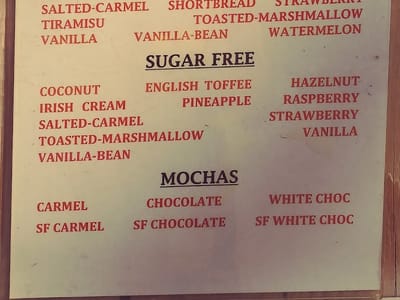 SALTED-CARMEL SHORTBREAD STRAWBERRY
TIRAMISU TOASTED-MARSHMALLOW
VANILLA VANILLA-BEAN WATERMELON
SUGAR FREE
COCONUT ENGLISH TOFFEE HAZELNUT
IRISH CREAM PINEAPPLE RASPBERRY
SALTED-CARMEL STRAWBERRY
TOASTED-MARSHMALLOW VANILLA
VANILLA-BEAN
MOCHAS
CARMEL CHOCOLATE WHITE CHOC
SF CARMEL SF CHOCOLATE SF WHITE CHOC